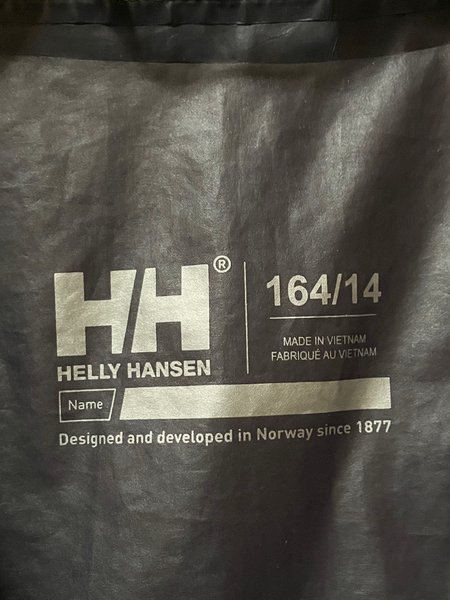 HH®
HELLY HANSEN
164/14
MADE IN VIETNAM
FABRIQUÉ AU VIETNAM
Name
Designed and developed in Norway since 1877